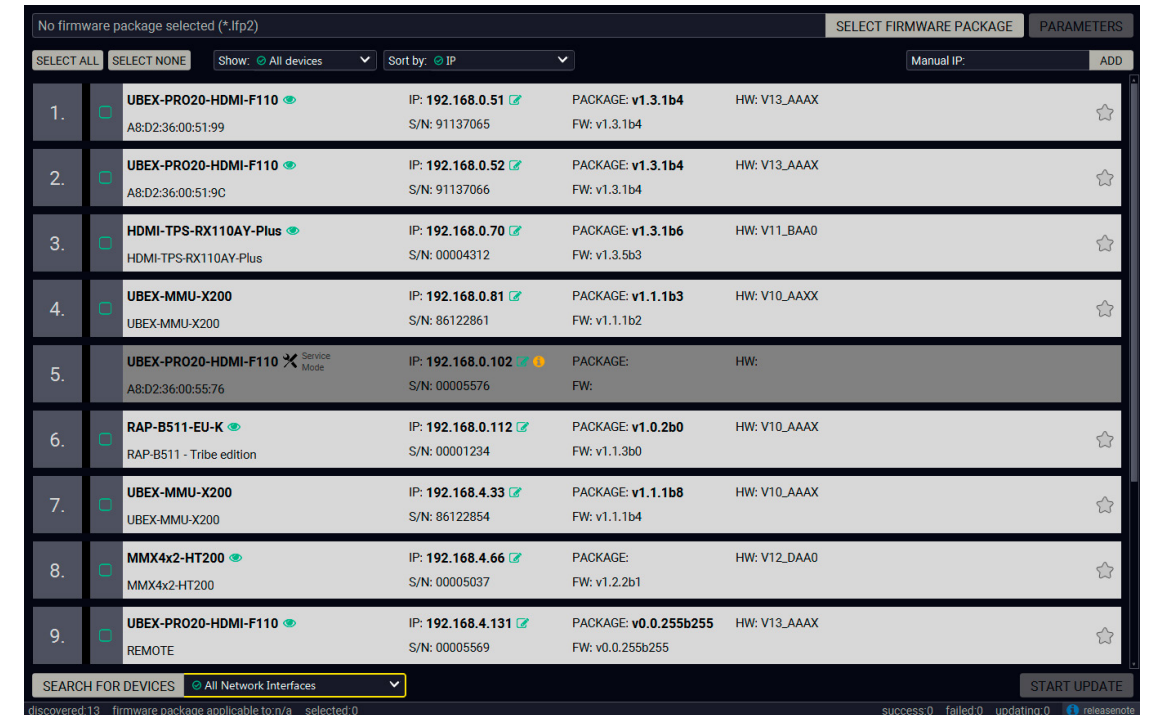 No firmware package selected (*.lfp2) SELECT FIRMWARE PACKAGE PARAMETERS
SELECT ALL SELECT NONE Show: All devices Sort by: IP Manual IP: ADD
1. UBEX-PRO20-HDMI-F110 IP: 192.168.0.51 PACKAGE: v1.3.1b4 HW: V13_AAAX
A8:D2:36:00:51:99 S/N: 91137065 FW: v1.3.1b4
2. UBEX-PRO20-HDMI-F110 IP: 192.168.0.52 PACKAGE: v1.3.1b4 HW: V13_AAAX
A8:D2:36:00:51:9C S/N: 91137066 FW: v1.3.1b4
3. HDMI-TPS-RX110AY-Plus IP: 192.168.0.70 PACKAGE: v1.3.1b6 HW: V11_BAA0
HDMI-TPS-RX110AY-Plus S/N: 00004312 FW: v1.3.5b3
4. UBEX-MMU-X200 IP: 192.168.0.81 PACKAGE: v1.1.1b3 HW: V10_AAXX
UBEX-MMU-X200 S/N: 86122861 FW: v1.1.1b2
5. UBEX-PRO20-HDMI-F110 Service Mode IP: 192.168.0.102 PACKAGE: HW:
A8:D2:36:00:55:76 S/N: 00005576 FW:
6. RAP-B511-EU-K IP: 192.168.0.112 PACKAGE: v1.0.2b0 HW: V10_AAAX
RAP-B511 - Tribe edition S/N: 00001234 FW: v1.1.3b0
7. UBEX-MMU-X200 IP: 192.168.4.33 PACKAGE: v1.1.1b8 HW: V10_AAAX
UBEX-MMU-X200 S/N: 86122854 FW: v1.1.1b4
8. MMX4x2-HT200 IP: 192.168.4.66 PACKAGE: HW: V12_DAA0
MMX4x2-HT200 S/N: 00005037 FW: v1.2.2b1
9. UBEX-PRO20-HDMI-F110 IP: 192.168.4.131 PACKAGE: v0.0.255b255 HW: V13_AAAX
REMOTE S/N: 00005569 FW: v0.0.255b255
SEARCH FOR DEVICES All Network Interfaces START UPDATE
discovered:13 firmware package applicable to:n/a selected:0 success:0 failed:0 updating:0 releasenote